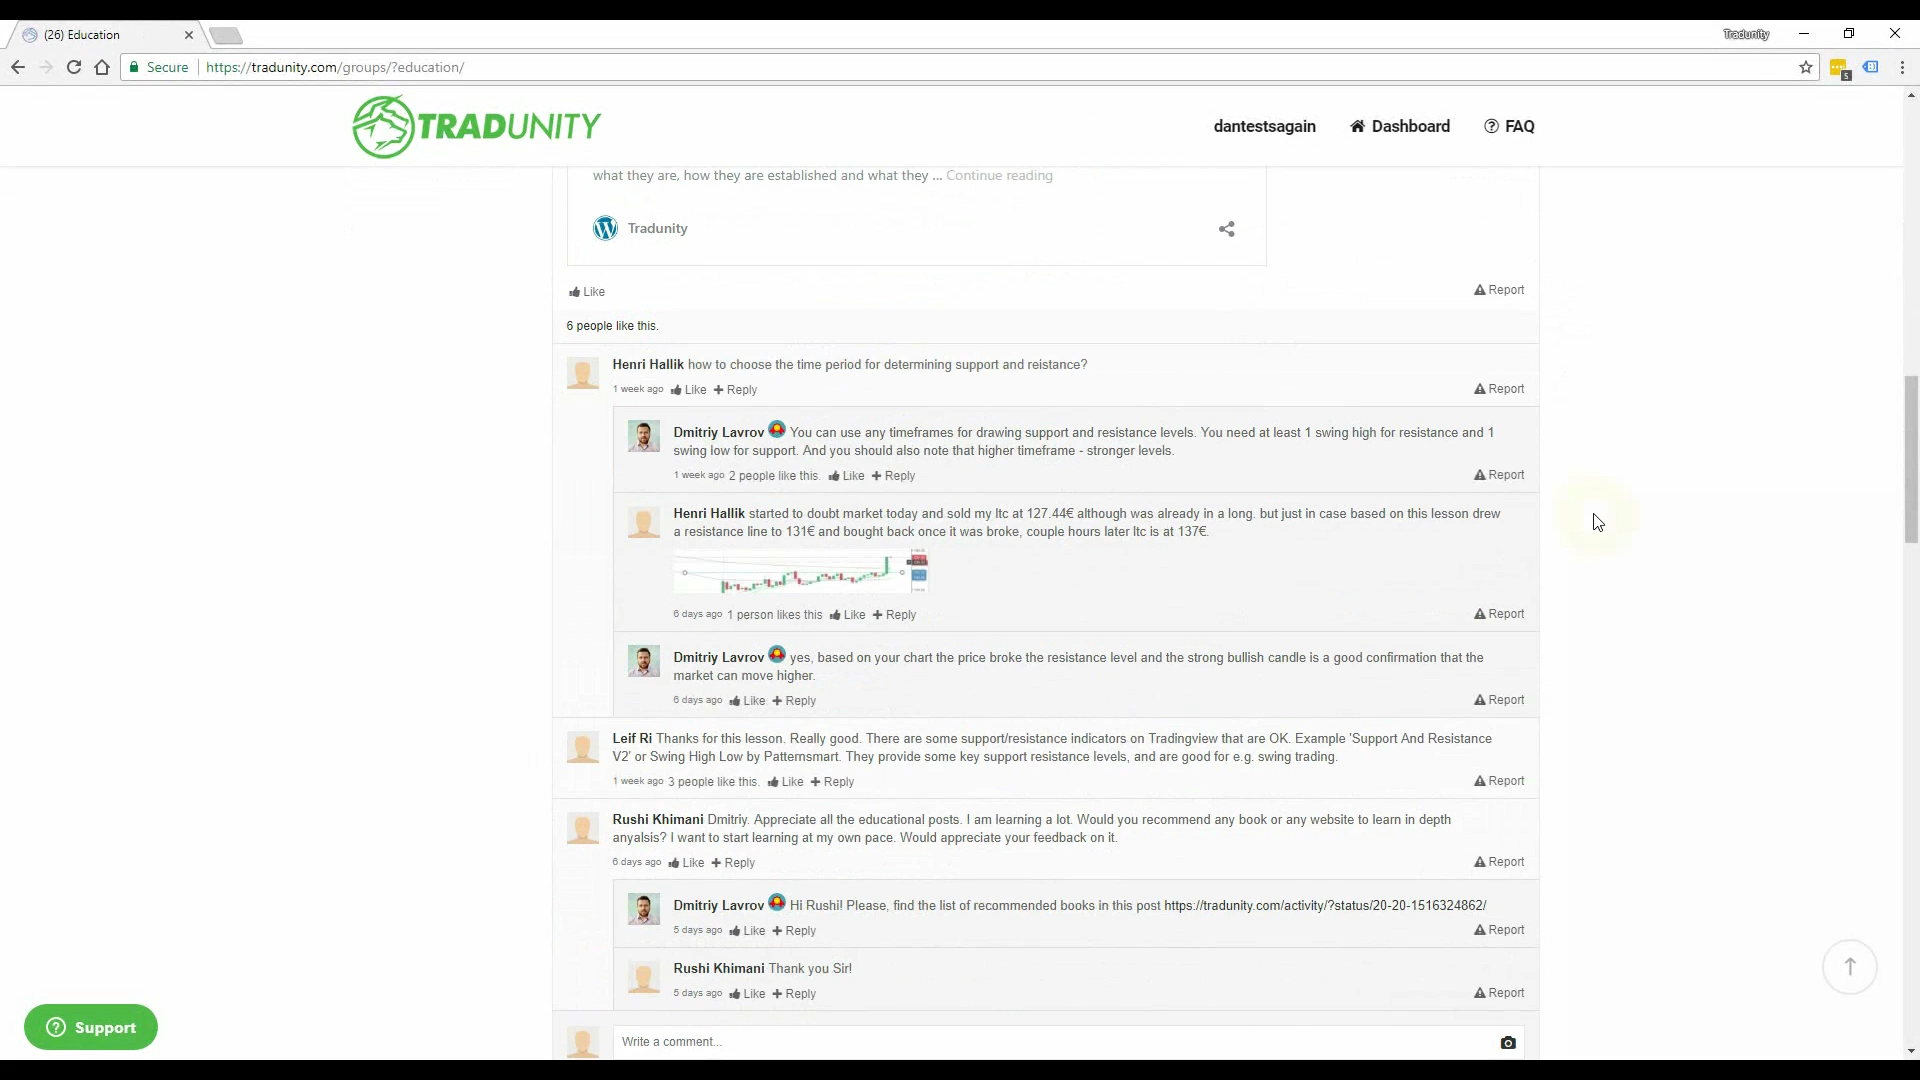 (26) Education
Tradunity
Secure
https://tradunity.com/groups/?education/
5
TRADUNITY
dantestsagain
Dashboard
FAQ
what they are, how they are established and what they ... Continue reading
Tradunity
Like
Report
6 people like this.
Henri Hallik how to choose the time period for determining support and reistance?
1 week ago Like Reply
Report
Dmitriy Lavrov You can use any timeframes for drawing support and resistance levels. You need at least 1 swing high for resistance and 1
swing low for support. And you should also note that higher timeframe - stronger levels.
1 week ago 2 people like this. Like Reply
Report
Henri Hallik started to doubt market today and sold my ltc at 127.44€ although was already in a long. but just in case based on this lesson drew
a resistance line to 131€ and bought back once it was broke, couple hours later ltc is at 137€.
6 days ago 1 person likes this Like Reply
Report
Dmitriy Lavrov yes, based on your chart the price broke the resistance level and the strong bullish candle is a good confirmation that the
market can move higher.
6 days ago Like Reply
Report
Leif Ri Thanks for this lesson. Really good. There are some support/resistance indicators on Tradingview that are OK. Example 'Support And Resistance
V2' or Swing High Low by Patternsmart. They provide some key support resistance levels, and are good for e.g. swing trading.
1 week ago 3 people like this. Like Reply
Report
Rushi Khimani Dmitriy. Appreciate all the educational posts. I am learning a lot. Would you recommend any book or any website to learn in depth
anyalsis? I want to start learning at my own pace. Would appreciate your feedback on it.
6 days ago Like Reply
Report
Dmitriy Lavrov Hi Rushi! Please, find the list of recommended books in this post https://tradunity.com/activity/?status/20-20-1516324862/
5 days ago Like Reply
Report
Rushi Khimani Thank you Sir!
5 days ago Like Reply
Report
Support
Write a comment...